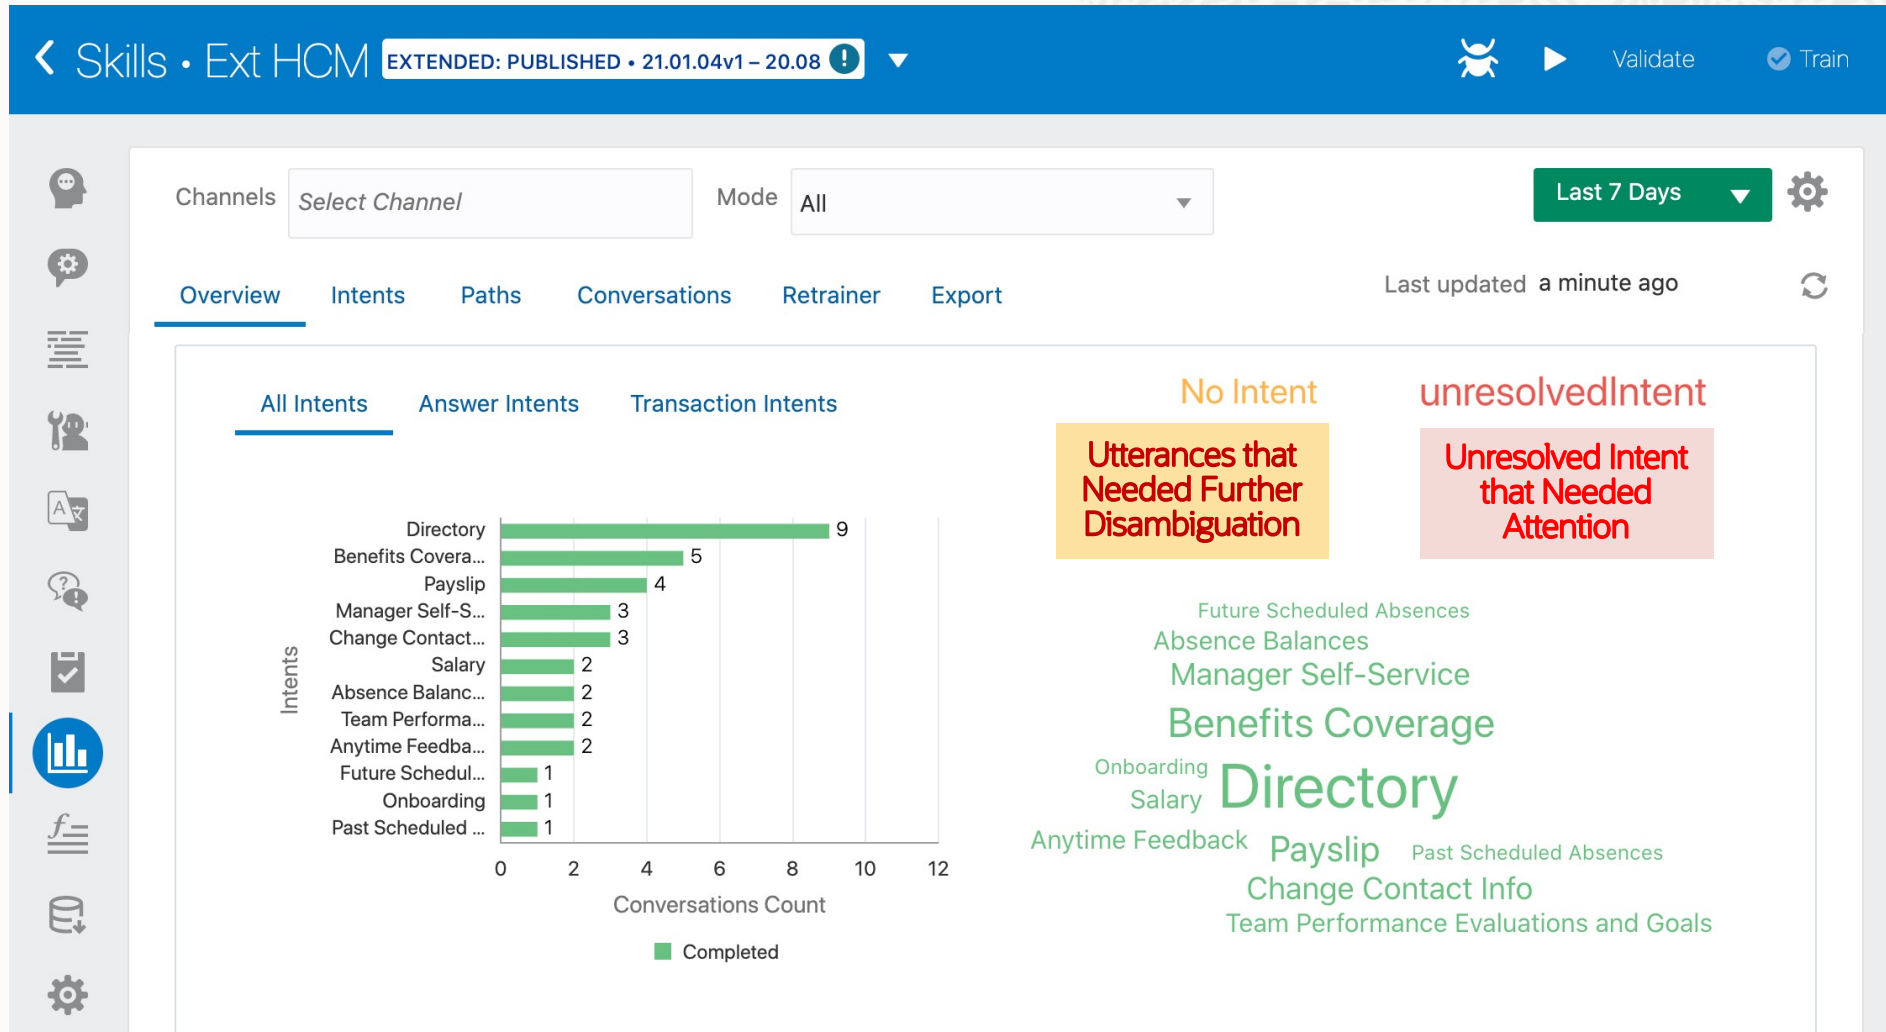 Skills • Ext HCM EXTENDED: PUBLISHED • 21.01.04v1 – 20.08 !
Validate
Train
Channels Select Channel
Mode All
Last 7 Days
Overview Intents Paths Conversations Retrainer Export
Last updated a minute ago
All Intents Answer Intents Transaction Intents
Intents
Directory 9
Benefits Covera... 5
Payslip 4
Manager Self-S... 3
Change Contact... 3
Salary 2
Absence Balanc... 2
Team Performa... 2
Anytime Feedba... 2
Future Schedul... 1
Onboarding 1
Past Scheduled ... 1
0 2 4 6 8 10 12
Conversations Count
Completed
No Intent
Utterances that
Needed Further
Disambiguation
unresolvedIntent
Unresolved Intent
that Needed
Attention
Future Scheduled Absences
Absence Balances
Manager Self-Service
Benefits Coverage
Onboarding
Salary Directory
Anytime Feedback Payslip Past Scheduled Absences
Change Contact Info
Team Performance Evaluations and Goals